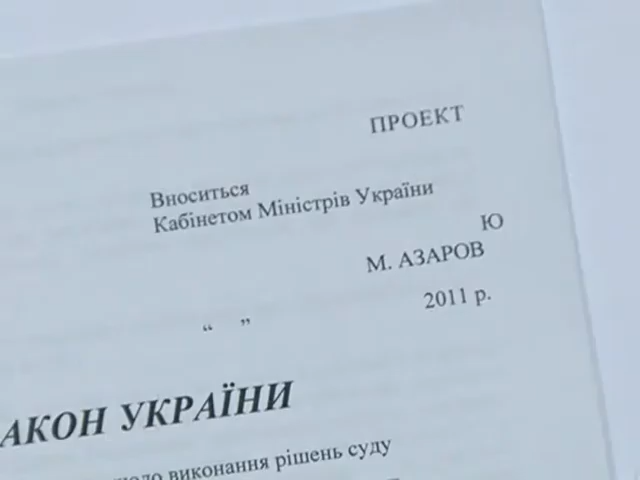 ПРОЕКТ
Вноситься
Кабінетом Міністрів України
Ю
М. АЗАРОВ
“ ” 2011 р.
АКОН УКРАЇНИ
виконання рішень суду